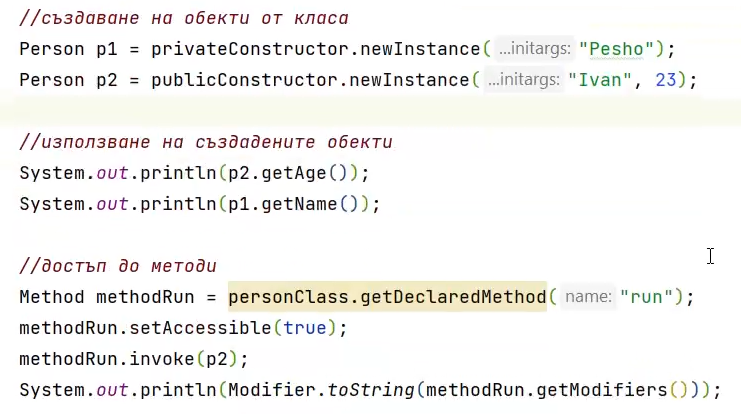 //създаване на обекти от класа
Person p1 = privateConstructor.newInstance( ...initargs: "Pesho");
Person p2 = publicConstructor.newInstance( ...initargs: "Ivan", 23);
//използване на създадените обекти
System.out.println(p2.getAge());
System.out.println(p1.getName());
//достъп до методи
Method methodRun = personClass.getDeclaredMethod( name: "run");
methodRun.setAccessible(true);
methodRun.invoke(p2);
System.out.println(Modifier.toString(methodRun.getModifiers()));